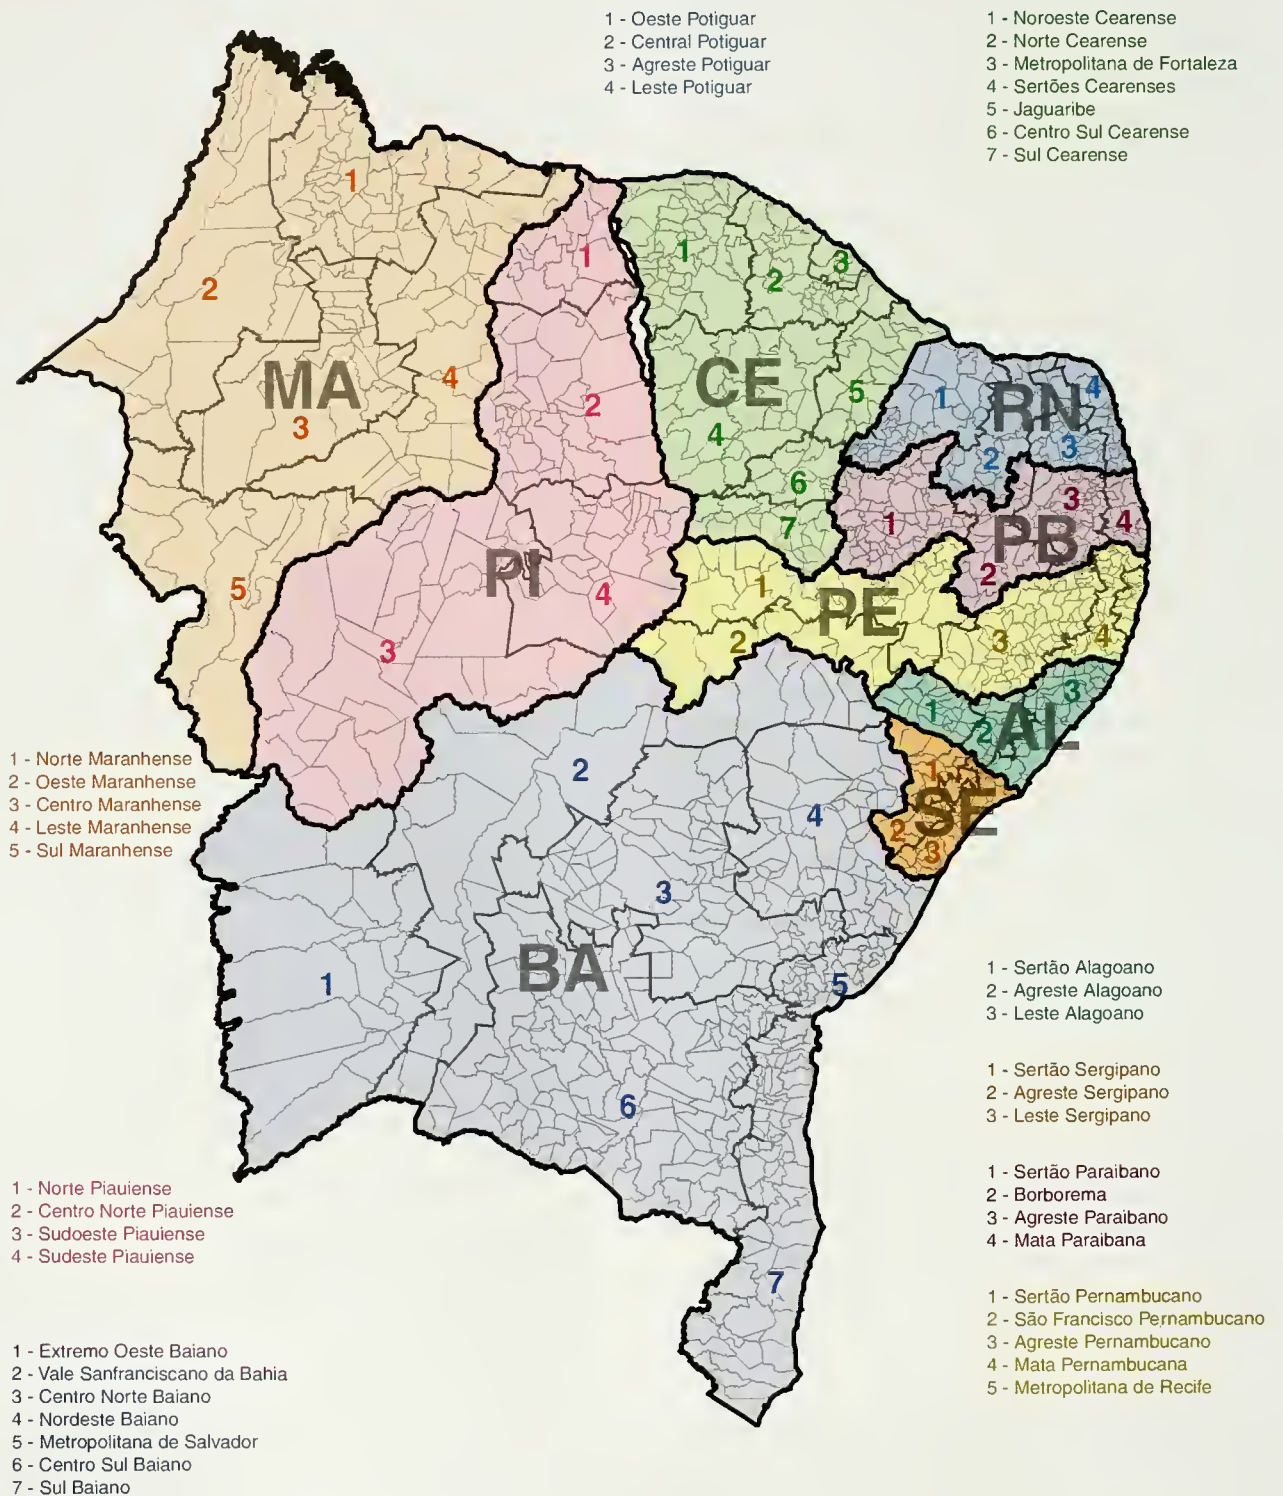 1 - Oeste Potiguar
2 - Central Potiguar
3 - Agreste Potiguar
4 - Leste Potiguar
1 - Noroeste Cearense
2 - Norte Cearense
3 - Metropolitana de Fortaleza
4 - Sertões Cearenses
5 - Jaguaribe
6 - Centro Sul Cearense
7 - Sul Cearense
1
2
MA
3
4
5
1
2
PI
3
4
1
2
3
CE
4
5
6
7
1
RN
4
2
3
1
3
PB
4
2
1
PE
2
3
4
1
2
AL
3
1
SE
2
3
2
4
3
BA
1
5
6
7
1 - Norte Maranhense
2 - Oeste Maranhense
3 - Centro Maranhense
4 - Leste Maranhense
5 - Sul Maranhense
1 - Sertão Alagoano
2 - Agreste Alagoano
3 - Leste Alagoano
1 - Sertão Sergipano
2 - Agreste Sergipano
3 - Leste Sergipano
1 - Norte Piauiense
2 - Centro Norte Piauiense
3 - Sudoeste Piauiense
4 - Sudeste Piauiense
1 - Sertão Paraibano
2 - Borborema
3 - Agreste Paraibano
4 - Mata Paraibana
1 - Sertão Pernambucano
2 - São Francisco Pernambucano
3 - Agreste Pernambucano
4 - Mata Pernambucana
5 - Metropolitana de Recife
1 - Extremo Oeste Baiano
2 - Vale Sanfranciscano da Bahia
3 - Centro Norte Baiano
4 - Nordeste Baiano
5 - Metropolitana de Salvador
6 - Centro Sul Baiano
7 - Sul Baiano